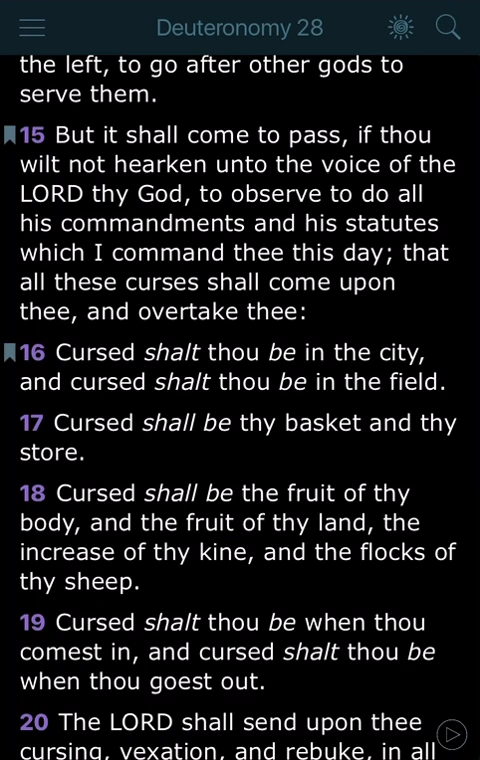 Deuteronomy 28
the left, to go after other gods to
serve them.
15 But it shall come to pass, if thou
wilt not hearken unto the voice of the
LORD thy God, to observe to do all
his commandments and his statutes
which I command thee this day; that
all these curses shall come upon
thee, and overtake thee:
16 Cursed shalt thou be in the city,
and cursed shalt thou be in the field.
17 Cursed shall be thy basket and thy
store.
18 Cursed shall be the fruit of thy
body, and the fruit of thy land, the
increase of thy kine, and the flocks of
thy sheep.
19 Cursed shalt thou be when thou
comest in, and cursed shalt thou be
when thou goest out.
20 The LORD shall send upon thee
cursing, vexation, and rebuke, in all